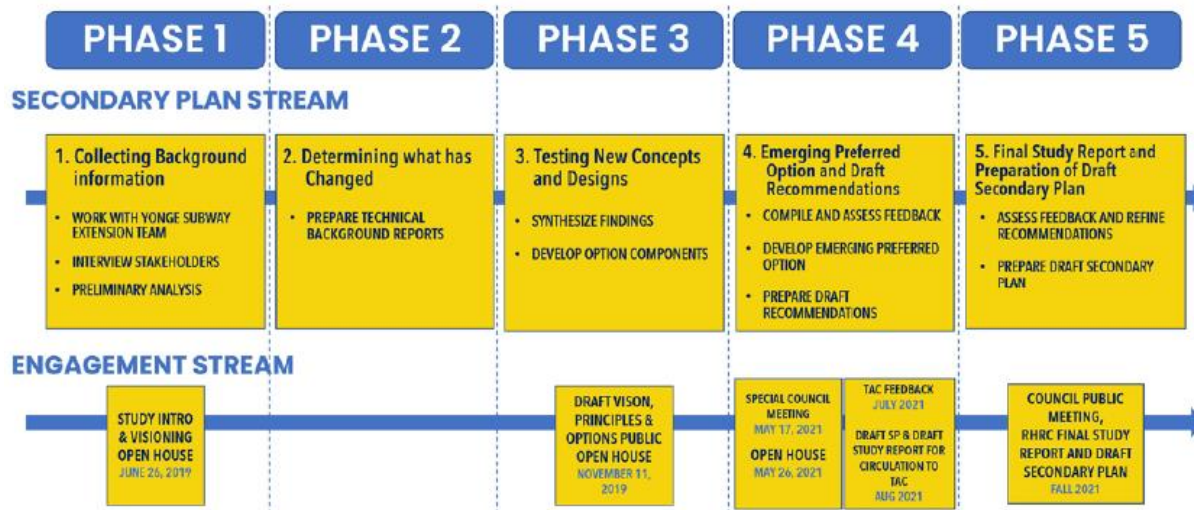 PHASE 1
PHASE 2
PHASE 3
PHASE 4
PHASE 5
SECONDARY PLAN STREAM
1. Collecting Background
information
• WORK WITH YONGE SUBWAY
EXTENSION TEAM
• INTERVIEW STAKEHOLDERS
• PRELIMINARY ANALYSIS
2. Determining what has
Changed
• PREPARE TECHNICAL
BACKGROUND REPORTS
3. Testing New Concepts
and Designs
• SYNTHESIZE FINDINGS
• DEVELOP OPTION COMPONENTS
4. Emerging Preferred
Option and Draft
Recommendations
• COMPILE AND ASSESS FEEDBACK
• DEVELOP EMERGING PREFERRED
OPTION
• PREPARE DRAFT
RECOMMENDATIONS
5. Final Study Report and
Preparation of Draft
Secondary Plan
• ASSESS FEEDBACK AND REFINE
RECOMMENDATIONS
• PREPARE DRAFT SECONDARY
PLAN
ENGAGEMENT STREAM
STUDY INTRO
& VISIONING
OPEN HOUSE
JUNE 26, 2019
DRAFT VISON,
PRINCIPLES &
OPTIONS PUBLIC
OPEN HOUSE
NOVEMBER 11,
2019
SPECIAL COUNCIL
MEETING
MAY 17, 2021
OPEN HOUSE
MAY 26, 2021
TAC FEEDBACK
JULY 2021
DRAFT SP & DRAFT
STUDY REPORT FOR
CIRCULATION TO
TAC
AUG 2021
COUNCIL PUBLIC
MEETING,
RHRC FINAL STUDY
REPORT AND DRAFT
SECONDARY PLAN
FALL 2021